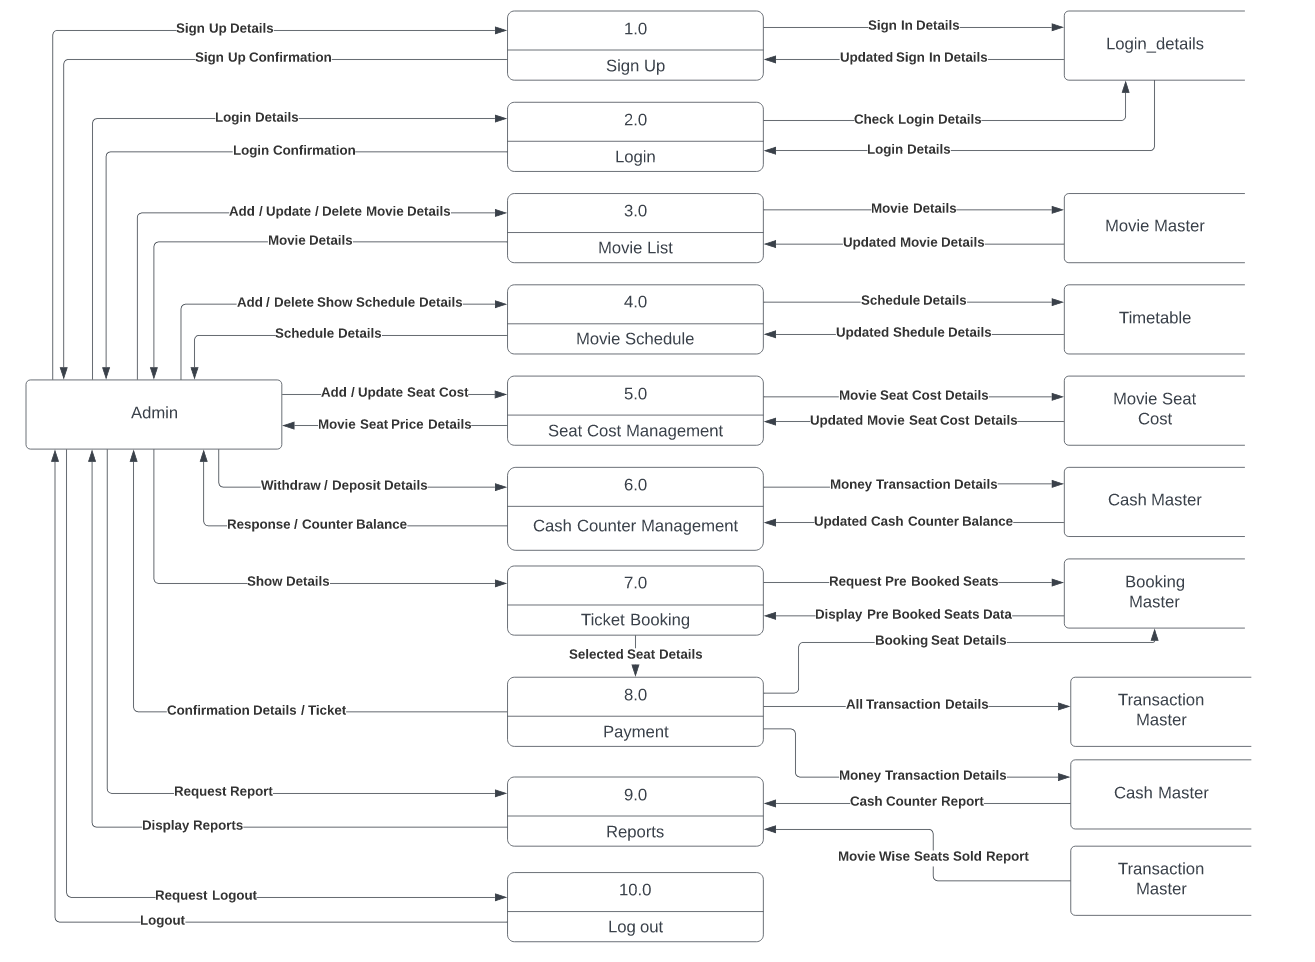 Sign Up Details
1.0
Sign In Details
Login_details
Sign Up Confirmation
Sign Up
Updated Sign In Details
Login Details
2.0
Check Login Details
Login Confirmation
Login
Login Details
Add / Update / Delete Movie Details
3.0
Movie Details
Movie Master
Movie Details
Movie List
Updated Movie Details
Add / Delete Show Schedule Details
4.0
Schedule Details
Timetable
Schedule Details
Movie Schedule
Updated Shedule Details
Admin
Add / Update Seat Cost
5.0
Movie Seat Cost Details
Movie Seat
Cost
Movie Seat Price Details
Seat Cost Management
Updated Movie Seat Cost Details
Withdraw / Deposit Details
6.0
Money Transaction Details
Cash Master
Response / Counter Balance
Cash Counter Management
Updated Cash Counter Balance
Show Details
7.0
Request Pre Booked Seats
Booking
Master
Ticket Booking
Display Pre Booked Seats Data
Booking Seat Details
Selected Seat Details
8.0
All Transaction Details
Transaction
Master
Confirmation Details / Ticket
Payment
Money Transaction Details
Cash Master
Request Report
9.0
Cash Counter Report
Display Reports
Reports
Movie Wise Seats Sold Report
Transaction
Master
Request Logout
10.0
Logout
Log out